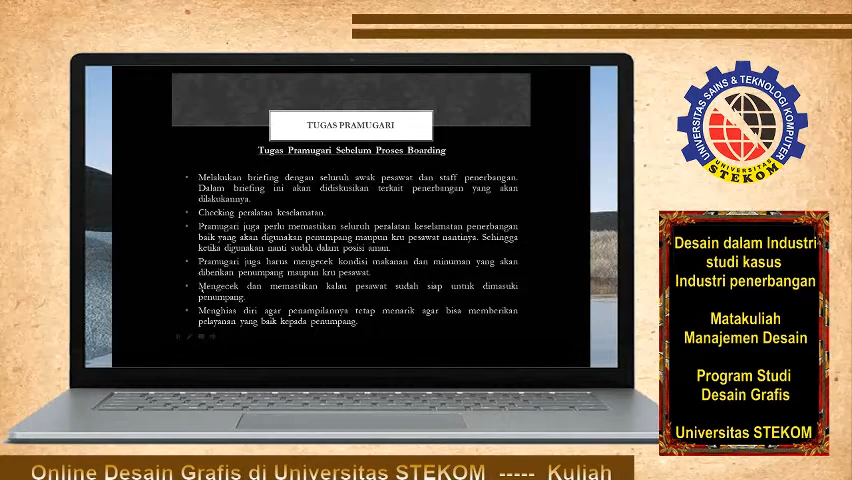 TUGAS PRAMUGARI
Tugas Pramugari Sebelum Proses Boarding
Melakukan briefing dengan seluruh awak pesawat dan staff penerbangan.
Dalam briefing ini akan didiskusikan terkait penerbangan yang akan
dilakukannya.
Checking peralatan keselamatan.
Pramugari juga perlu memastikan seluruh peralatan keselamatan penerbangan
baik yang akan digunakan penumpang maupun kru pesawat nantinya. Sehingga
ketika digunakan nanti sudah dalam posisi aman.
Pramugari juga harus mengecek kondisi makanan dan minuman yang akan
diberikan penumpang maupun kru pesawat.
Mengecek dan memastikan kalau pesawat sudah siap untuk dimasuki
penumpang.
Menghias diri agar penampilannya tetap menarik agar bisa memberikan
pelayanan yang baik kepada penumpang.
UNIVERSITAS SAINS & TEKNOLOGI KOMPUTER
UNIVERSITAS
STEKOM
Desain dalam Industri
studi kasus
Industri penerbangan
Matakuliah
Manajemen Desain
Program Studi
Desain Grafis
Universitas STEKOM
Online Desain Grafis di Universitas STEKOM ----- Kuliah